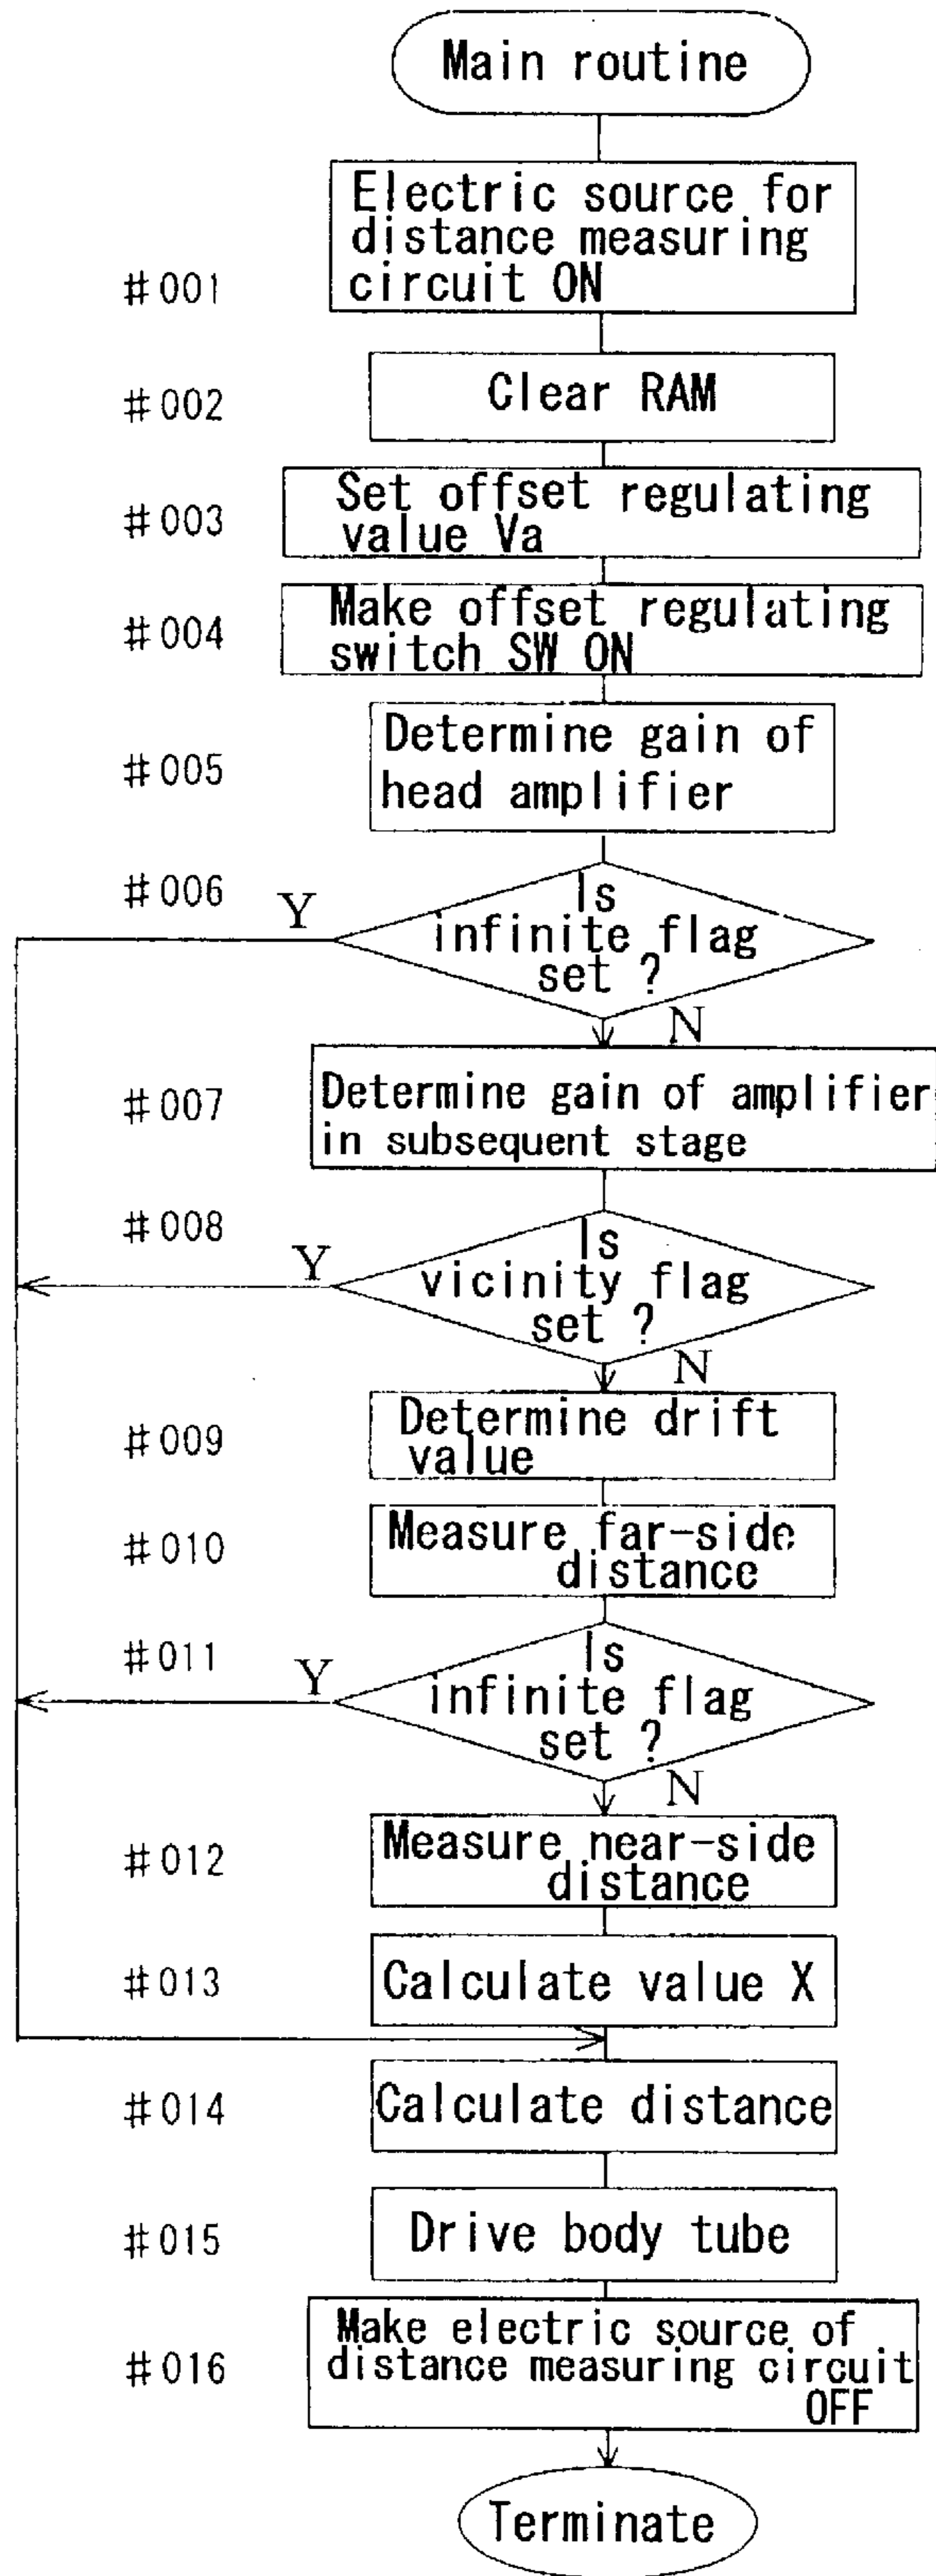 Main routine
Electric source for
distance measuring
circuit ON
#001
Clear RAM
#002
Set offset regulating
value Va
#003
Make offset regulating
switch SW ON
#004
Determine gain of
head amplifier
#005
#006
Y
Is
infinite flag
set ?
N
Determine gain of amplifier
in subsequent stage
#007
#008
Y
Is
vicinity flag
set ?
N
Determine drift
value
#009
Measure far-side
distance
#010
#011
Y
Is
infinite flag
set ?
N
Measure near-side
distance
#012
Calculate value X
#013
Calculate distance
#014
Drive body tube
#015
Make electric source of
distance measuring circuit
OFF
#016
Terminate